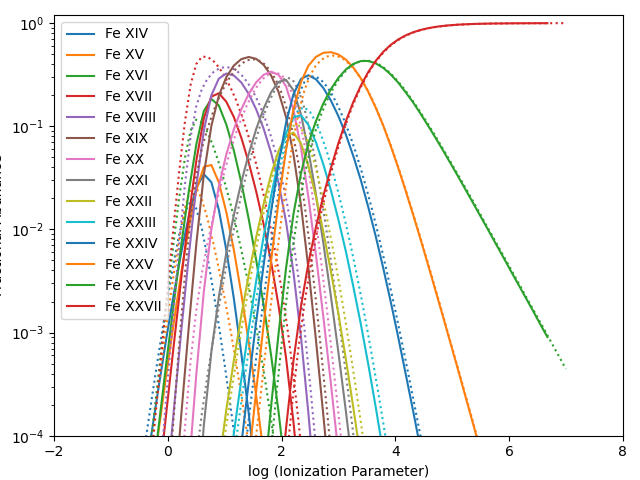 10^0
10^-1
10^-2
10^-3
10^-4
Fe XIV
Fe XV
Fe XVI
Fe XVII
Fe XVIII
Fe XIX
Fe XX
Fe XXI
Fe XXII
Fe XXIII
Fe XXIV
Fe XXV
Fe XXVI
Fe XXVII
−2
0
2
4
6
8
log (Ionization Parameter)